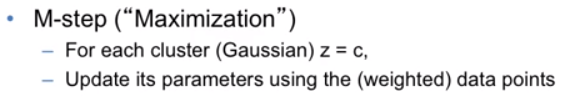 • M-step (“Maximization”)
– For each cluster (Gaussian) z = c,
– Update its parameters using the (weighted) data points